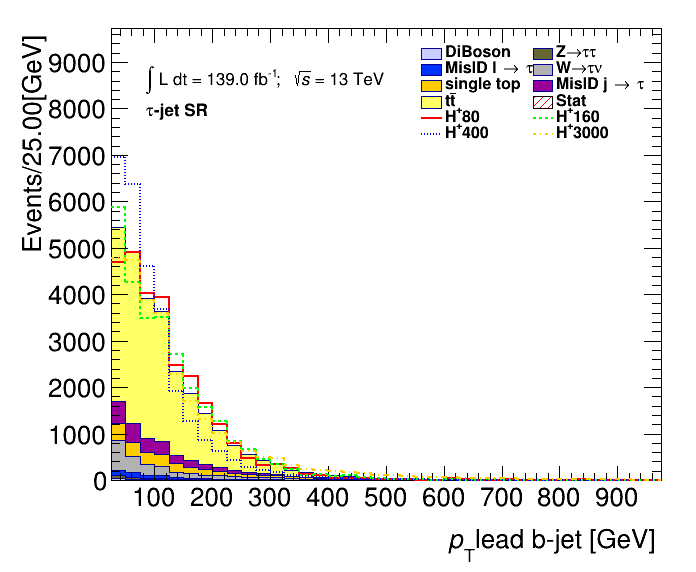 Events/25.00[GeV]
9000
8000
7000
6000
5000
4000
3000
2000
1000
0
∫ L dt = 139.0 fb⁻¹; √s = 13 TeV
τ-jet SR
DiBoson
Z→ττ
MisID l → τ
W→τν
single top
MisID j → τ
tt̄
Stat
H⁺80
H⁺160
H⁺400
H⁺3000
100 200 300 400 500 600 700 800 900
p_T lead b-jet [GeV]